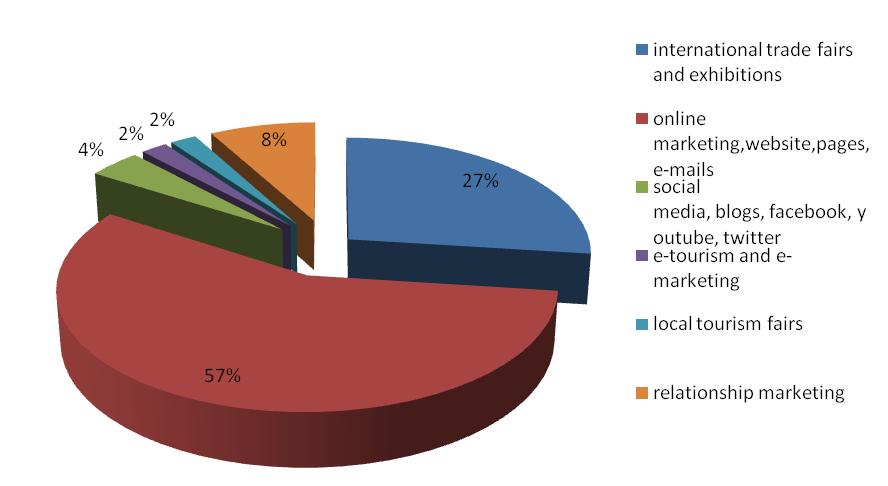 international trade fairs
and exhibitions
online
marketing,website,pages,
e-mails
social
media, blogs, facebook, y
outube, twitter
e-tourism and e-
marketing
local tourism fairs
relationship marketing
2%
2%
4%
8%
27%
57%